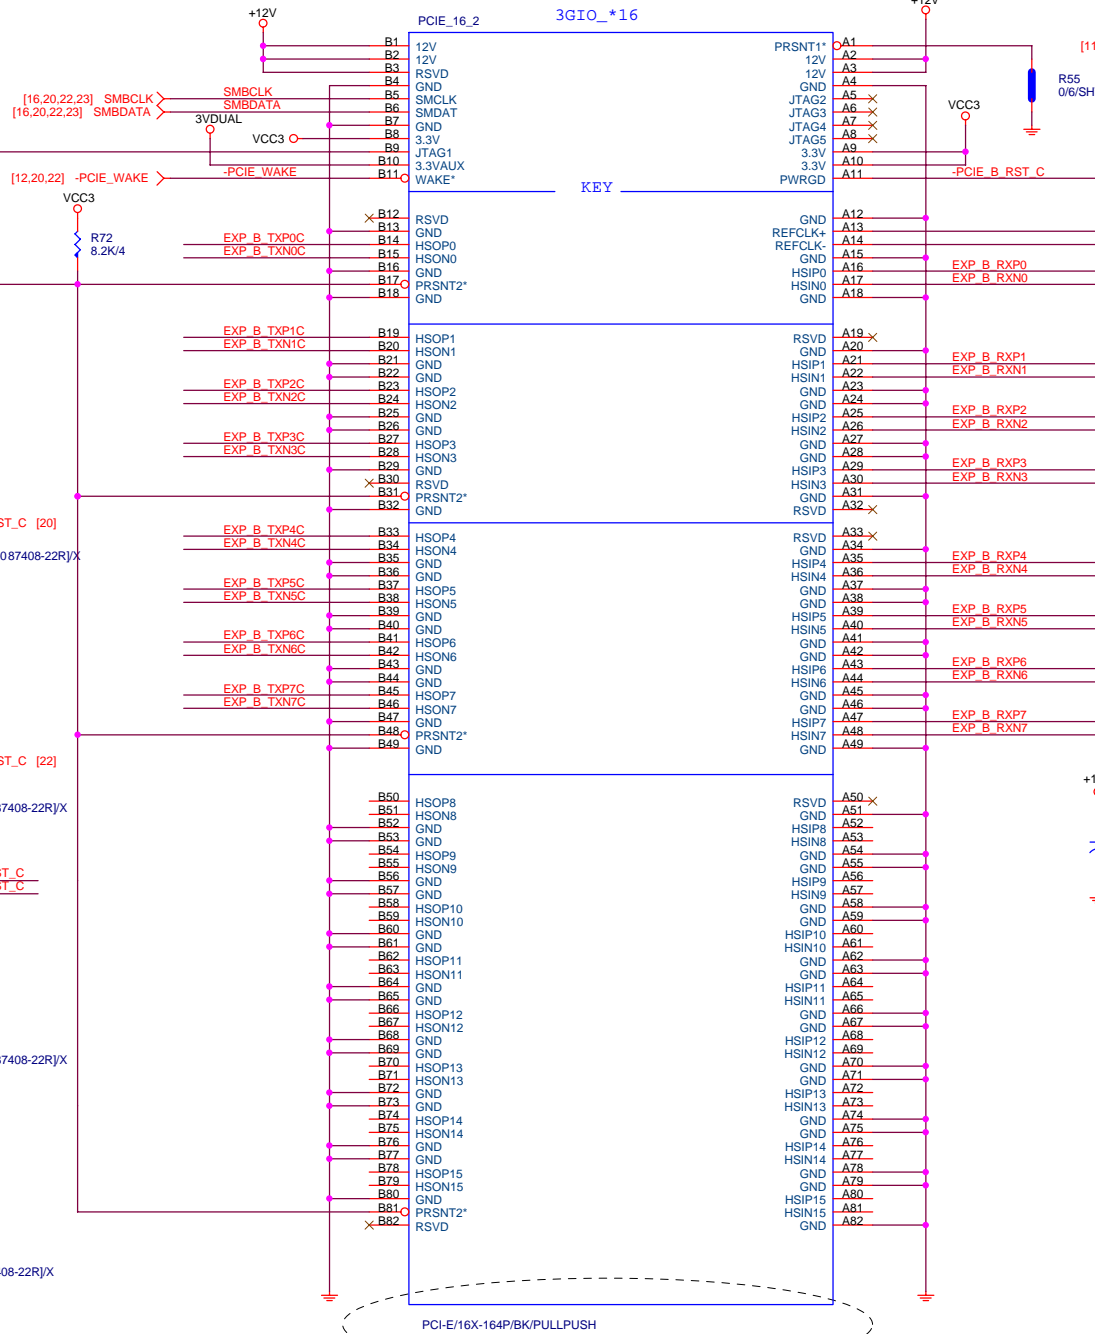 +12V
PCIE_16_2
3GIO_*16
+12V
B1 12V PRSNT1* A1
B2 12V 12V A2
B3 RSVD 12V A3
B4 GND GND A4
[16,20,22,23] SMBCLK SMBCLK B5 SMCLK JTAG2 A5
[16,20,22,23] SMBDATA SMBDATA B6 SMDAT JTAG3 A6
3VDUAL B7 GND JTAG4 A7 VCC3
VCC3 B8 3.3V JTAG5 A8
B9 JTAG1 3.3V A9
B10 3.3VAUX 3.3V A10
[12,20,22] -PCIE_WAKE -PCIE_WAKE B11 WAKE* PWRGD A11 -PCIE_B_RST_C
R55
0/6/SH
KEY
VCC3
R72
8.2K/4
B12 RSVD GND A12
B13 GND REFCLK+ A13
EXP_B_TXP0C B14 HSOP0 REFCLK- A14
EXP_B_TXN0C B15 HSON0 GND A15
B16 GND HSIP0 A16 EXP_B_RXP0
B17 PRSNT2* HSIN0 A17 EXP_B_RXN0
B18 GND GND A18
EXP_B_TXP1C B19 HSOP1 RSVD A19
EXP_B_TXN1C B20 HSON1 GND A20
B21 GND HSIP1 A21 EXP_B_RXP1
B22 GND HSIN1 A22 EXP_B_RXN1
EXP_B_TXP2C B23 HSOP2 GND A23
EXP_B_TXN2C B24 HSON2 GND A24
B25 GND HSIP2 A25 EXP_B_RXP2
B26 GND HSIN2 A26 EXP_B_RXN2
EXP_B_TXP3C B27 HSOP3 GND A27
EXP_B_TXN3C B28 HSON3 GND A28
B29 GND HSIP3 A29 EXP_B_RXP3
B30 RSVD HSIN3 A30 EXP_B_RXN3
B31 PRSNT2* GND A31
B32 GND RSVD A32
ST_C [20]
EXP_B_TXP4C B33 HSOP4 RSVD A33
EXP_B_TXN4C B34 HSON4 GND A34
087408-22R]/X
B35 GND HSIP4 A35 EXP_B_RXP4
B36 GND HSIN4 A36 EXP_B_RXN4
EXP_B_TXP5C B37 HSOP5 GND A37
EXP_B_TXN5C B38 HSON5 GND A38
B39 GND HSIP5 A39 EXP_B_RXP5
B40 GND HSIN5 A40 EXP_B_RXN5
EXP_B_TXP6C B41 HSOP6 GND A41
EXP_B_TXN6C B42 HSON6 GND A42
B43 GND HSIP6 A43 EXP_B_RXP6
B44 GND HSIN6 A44 EXP_B_RXN6
EXP_B_TXP7C B45 HSOP7 GND A45
EXP_B_TXN7C B46 HSON7 GND A46
B47 GND HSIP7 A47 EXP_B_RXP7
B48 PRSNT2* HSIN7 A48 EXP_B_RXN7
B49 GND GND A49
ST_C [22]
B50 HSOP8 RSVD A50
87408-22R]/X
B51 HSON8 GND A51
B52 GND HSIP8 A52
B53 GND HSIN8 A53
B54 HSOP9 GND A54
B55 HSON9 GND A55
ST_C
B56 GND HSIP9 A56
ST_C
B57 GND HSIN9 A57
B58 HSOP10 GND A58
B59 HSON10 GND A59
B60 GND HSIP10 A60
B61 GND HSIN10 A61
B62 HSOP11 GND A62
B63 HSON11 GND A63
B64 GND HSIP11 A64
B65 GND HSIN11 A65
B66 HSOP12 GND A66
B67 HSON12 GND A67
B68 GND HSIP12 A68
B69 GND HSIN12 A69
87408-22R]/X
B70 HSOP13 GND A70
B71 HSON13 GND A71
B72 GND HSIP13 A72
B73 GND HSIN13 A73
B74 HSOP14 GND A74
B75 HSON14 GND A75
B76 GND HSIP14 A76
B77 GND HSIN14 A77
B78 HSOP15 GND A78
B79 HSON15 GND A79
B80 GND HSIP15 A80
B81 PRSNT2* HSIN15 A81
B82 RSVD GND A82
08-22R]/X
PCI-E/16X-164P/BK/PULLPUSH